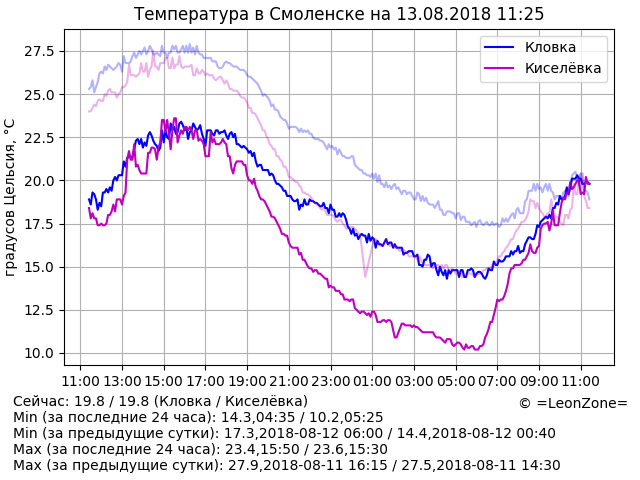 Температура в Смоленске на 13.08.2018 11:25
градусов Цельсия, °C
27.5
25.0
22.5
20.0
17.5
15.0
12.5
10.0
Кловка
Киселёвка
11:00 13:00 15:00 17:00 19:00 21:00 23:00 01:00 03:00 05:00 07:00 09:00 11:00
Сейчас: 19.8 / 19.8 (Кловка / Киселёвка)
© =LeonZone=
Min (за последние 24 часа): 14.3,04:35 / 10.2,05:25
Min (за предыдущие сутки): 17.3,2018-08-12 06:00 / 14.4,2018-08-12 00:40
Max (за последние 24 часа): 23.4,15:50 / 23.6,15:30
Max (за предыдущие сутки): 27.9,2018-08-11 16:15 / 27.5,2018-08-11 14:30